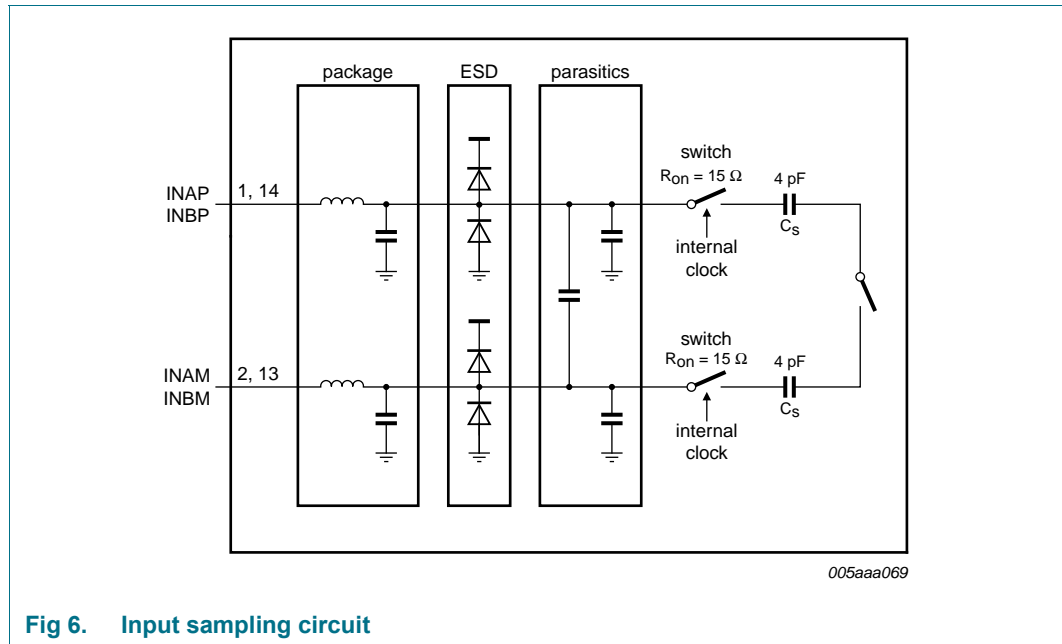 package
ESD
parasitics
switch
Ron = 15 Ω
4 pF
INAP
INBP
1, 14
internal
clock
Cs
switch
Ron = 15 Ω
4 pF
INAM
INBM
2, 13
internal
clock
Cs
005aaa069
Fig 6. Input sampling circuit